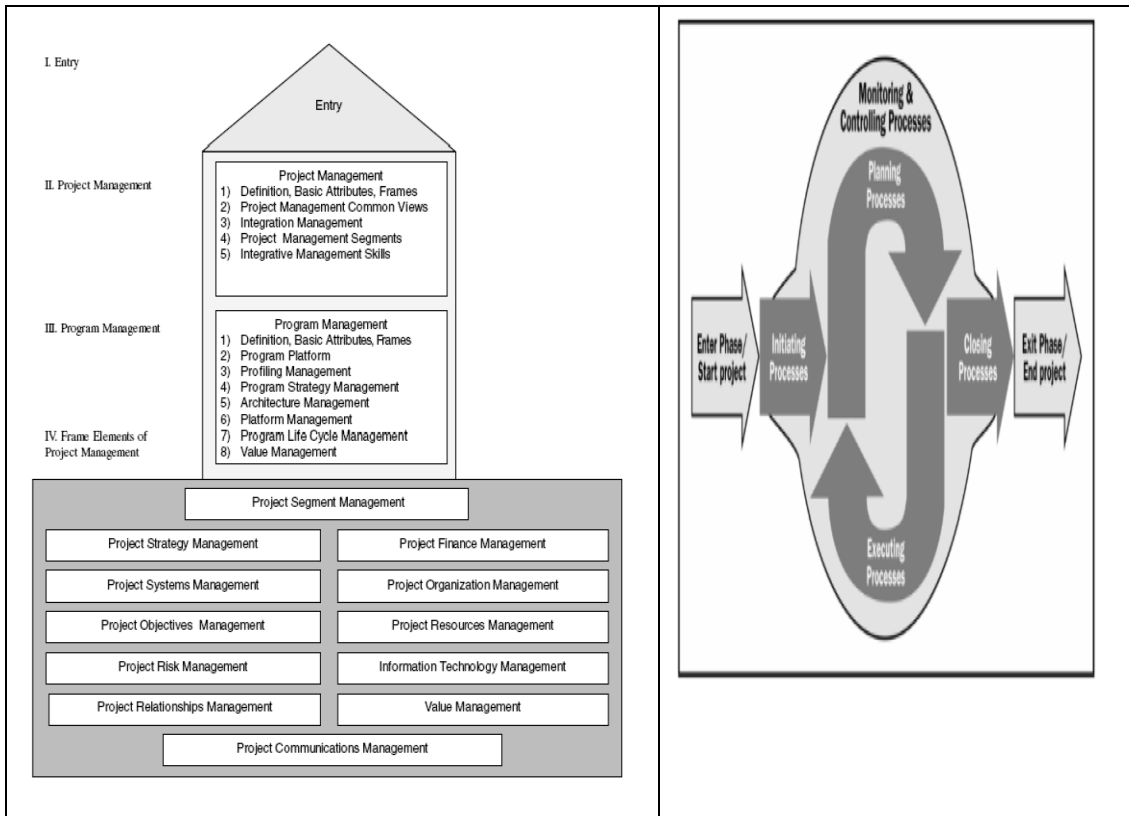 I. Entry
Entry
II. Project Management
Project Management
1) Definition, Basic Attributes, Frames
2) Project Management Common Views
3) Integration Management
4) Project Management Segments
5) Integrative Management Skills
III. Program Management
Program Management
1) Definition, Basic Attributes, Frames
2) Program Platform
3) Profiling Management
4) Program Strategy Management
5) Architecture Management
6) Platform Management
7) Program Life Cycle Management
8) Value Management
IV. Frame Elements of
Project Management
Project Segment Management
Project Strategy Management
Project Finance Management
Project Systems Management
Project Organization Management
Project Objectives Management
Project Resources Management
Project Risk Management
Information Technology Management
Project Relationships Management
Value Management
Project Communications Management
Monitoring &
Controlling Processes
Planning
Processes
Enter Phase/
Start project
Initiating
Processes
Closing
Processes
Exit Phase/
End project
Executing
Processes